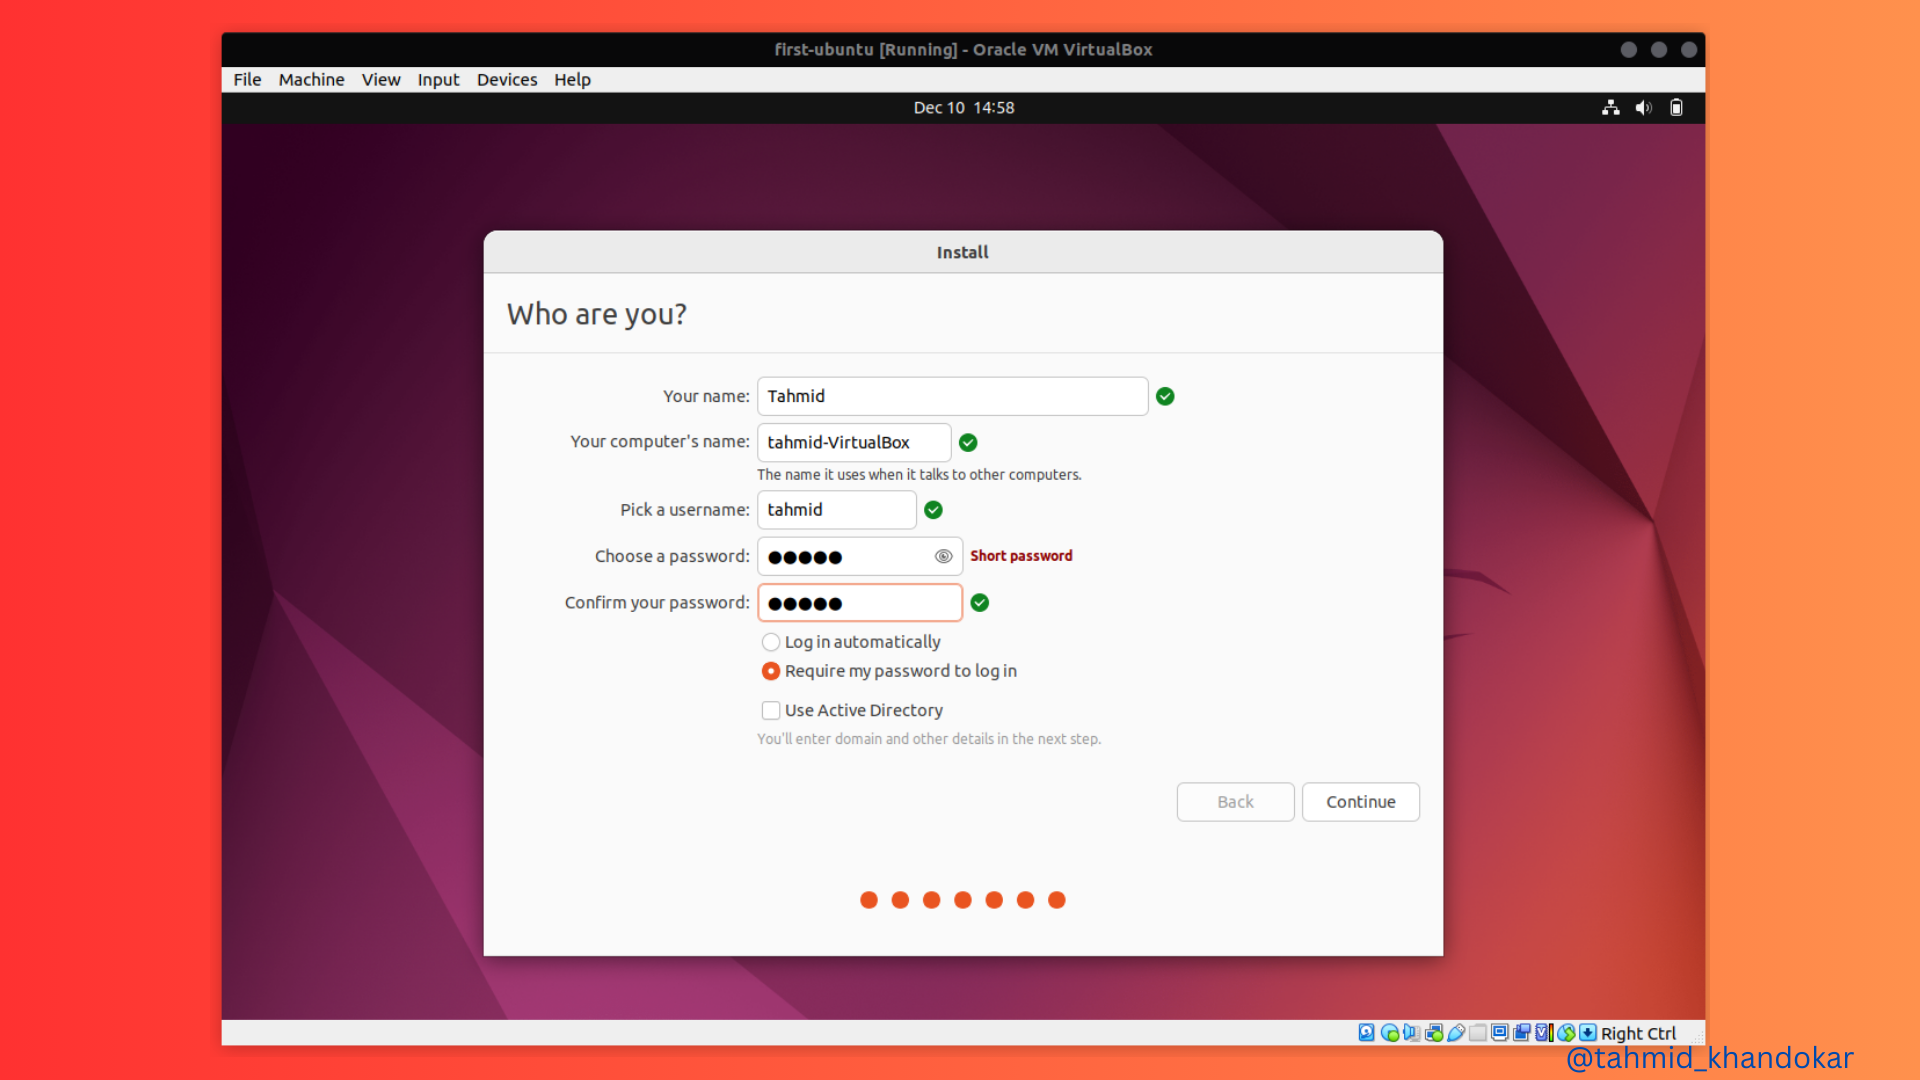 first-ubuntu [Running] - Oracle VM VirtualBox
File Machine View Input Devices Help
Dec 10 14:58
Install
Who are you?
Your name: Tahmid
Your computer's name: tahmid-VirtualBox
The name it uses when it talks to other computers.
Pick a username: tahmid
Choose a password: ●●●●● Short password
Confirm your password: ●●●●●
Log in automatically
Require my password to log in
Use Active Directory
You'll enter domain and other details in the next step.
Back Continue
Right Ctrl
@tahmid_khandokar